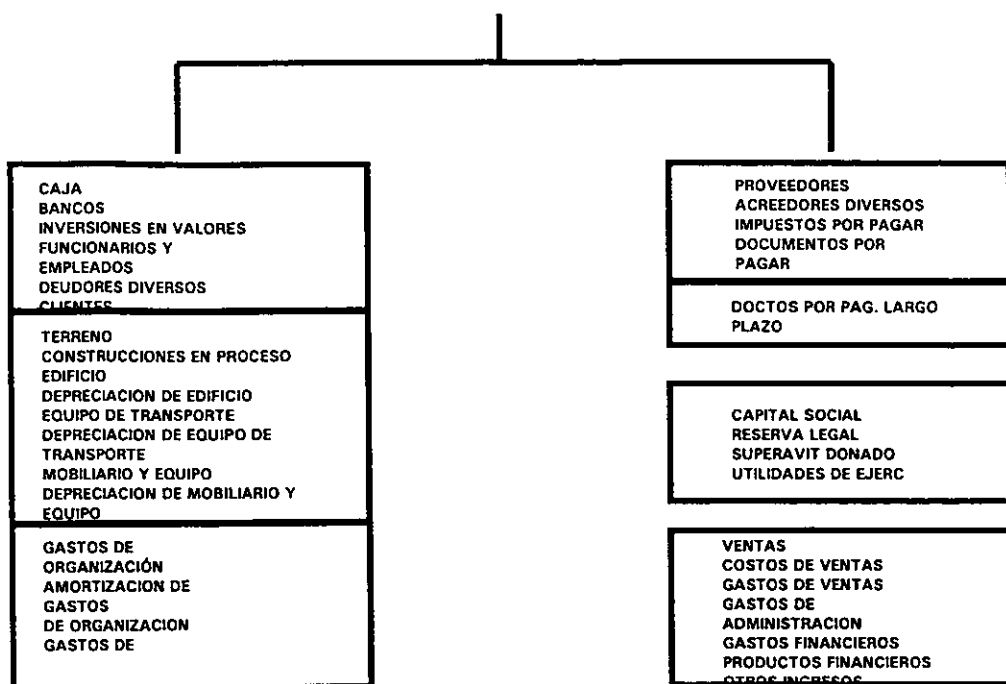 CAJA
BANCOS
INVERSIONES EN VALORES
FUNCIONARIOS Y
EMPLEADOS
DEUDORES DIVERSOS
CLIENTES
TERRENO
CONSTRUCCIONES EN PROCESO
EDIFICIO
DEPRECIACION DE EDIFICIO
EQUIPO DE TRANSPORTE
DEPRECIACION DE EQUIPO DE
TRANSPORTE
MOBILIARIO Y EQUIPO
DEPRECIACION DE MOBILIARIO Y
EQUIPO
GASTOS DE
ORGANIZACIÓN
AMORTIZACION DE
GASTOS
DE ORGANIZACION
GASTOS DE
PROVEEDORES
ACREEDORES DIVERSOS
IMPUESTOS POR PAGAR
DOCUMENTOS POR
PAGAR
DOCTOS POR PAG. LARGO
PLAZO
CAPITAL SOCIAL
RESERVA LEGAL
SUPERAVIT DONADO
UTILIDADES DE EJERC
VENTAS
COSTOS DE VENTAS
GASTOS DE VENTAS
GASTOS DE
ADMINISTRACION
GASTOS FINANCIEROS
PRODUCTOS FINANCIEROS
OTROS INGRESOS